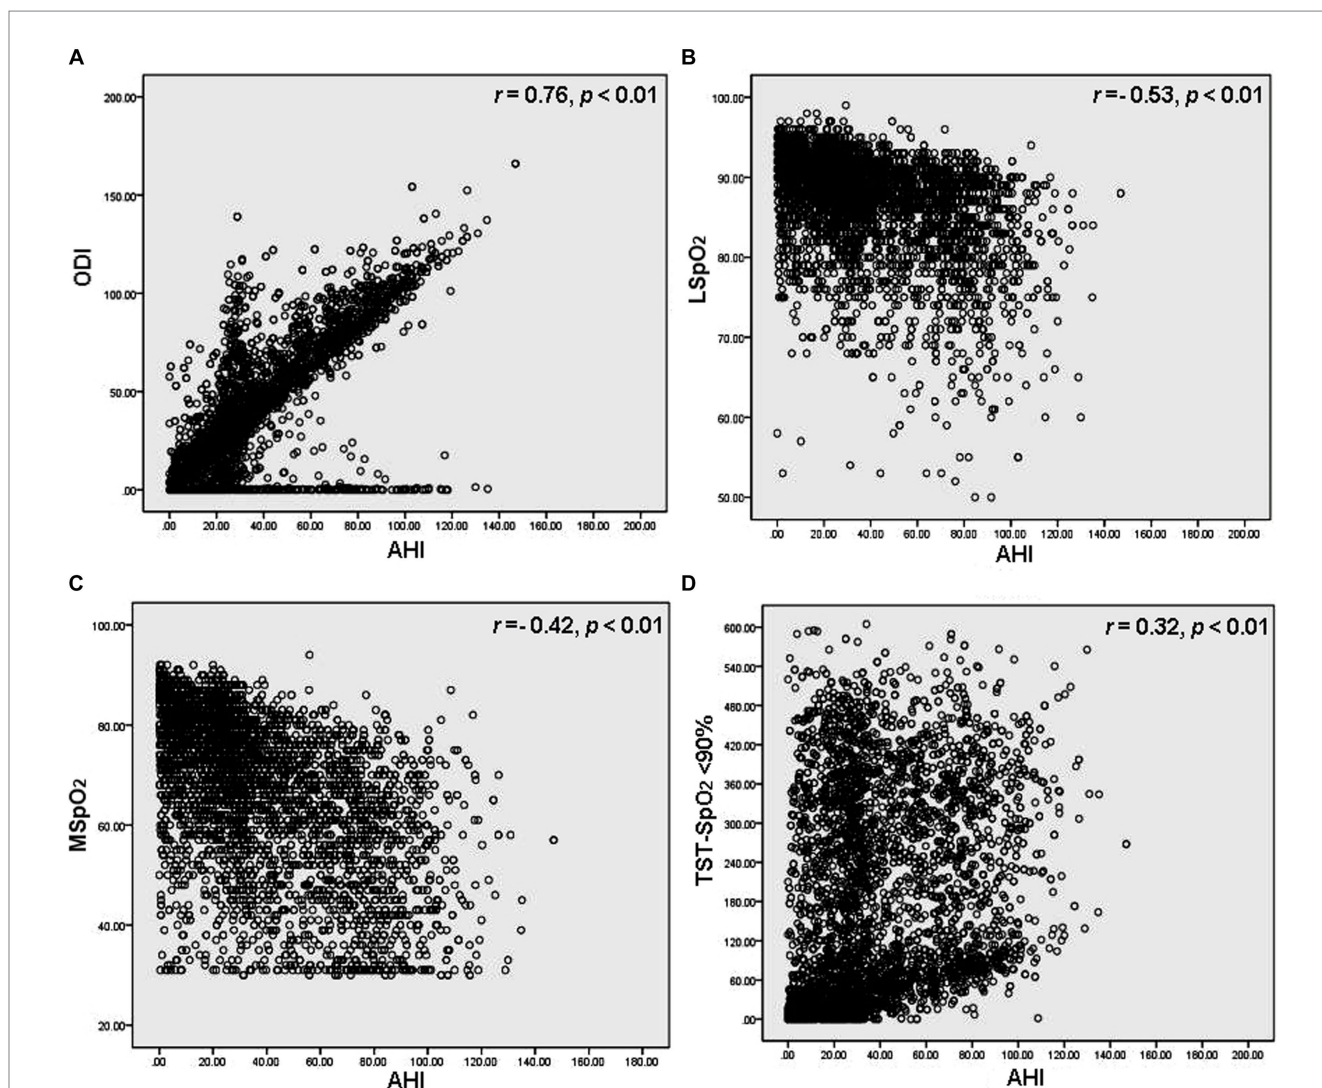 A
r = 0.76, p < 0.01
200.00
150.00
100.00
50.00
.00
ODI
.00 20.00 40.00 60.00 80.00 100.00 120.00 140.00 160.00 180.00 200.00
AHI
B
r =- 0.53, p < 0.01
100.00
90.00
80.00
70.00
60.00
50.00
LSpO2
.00 20.00 40.00 60.00 80.00 100.00 120.00 140.00 160.00 180.00 200.00
AHI
C
r =- 0.42, p < 0.01
100.00
80.00
60.00
40.00
20.00
MSpO2
.00 20.00 40.00 60.00 80.00 100.00 120.00 140.00 160.00 180.00
AHI
D
r = 0.32, p < 0.01
600.00
540.00
480.00
420.00
360.00
300.00
240.00
180.00
120.00
60.00
.00
TST-SpO2 <90%
.00 20.00 40.00 60.00 80.00 100.00 120.00 140.00 160.00 180.00 200.00
AHI